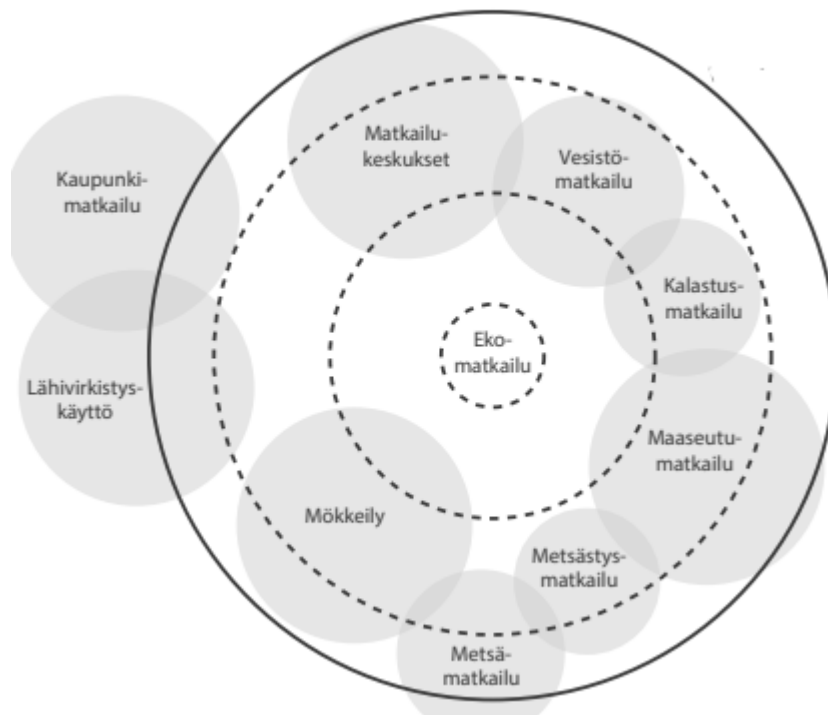 Matkailu-
keskukset
Vesistö-
matkailu
Kaupunki-
matkailu
Kalastus-
matkailu
Eko-
matkailu
Lähivirkistys-
käyttö
Maaseutu-
matkailu
Mökkeily
Metsästys-
matkailu
Metsä-
matkailu